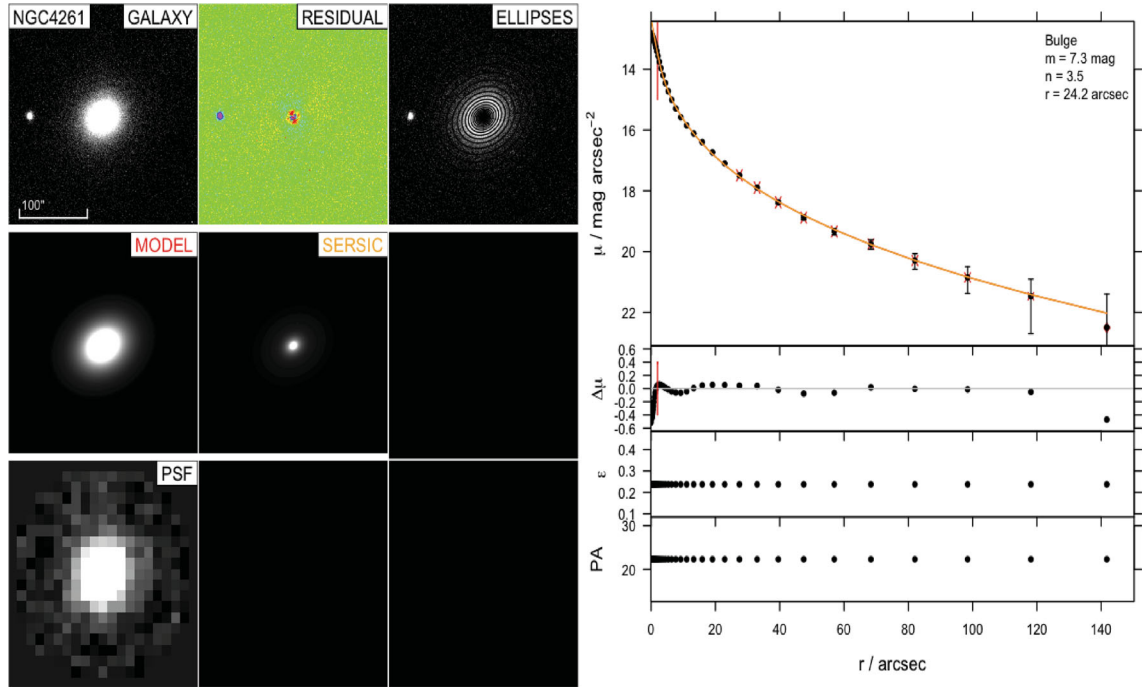 NGC4261 GALAXY
RESIDUAL
ELLIPSES
100"
MODEL
SERSIC
PSF
Bulge
m = 7.3 mag
n = 3.5
r = 24.2 arcsec
μ / mag arcsec⁻²
14
16
18
20
22
Δμ
0.6
0.4
0.2
0.0
-0.2
-0.4
-0.6
ε
0.4
0.3
0.2
0.1
PA
30
20
0 20 40 60 80 100 120 140
r / arcsec